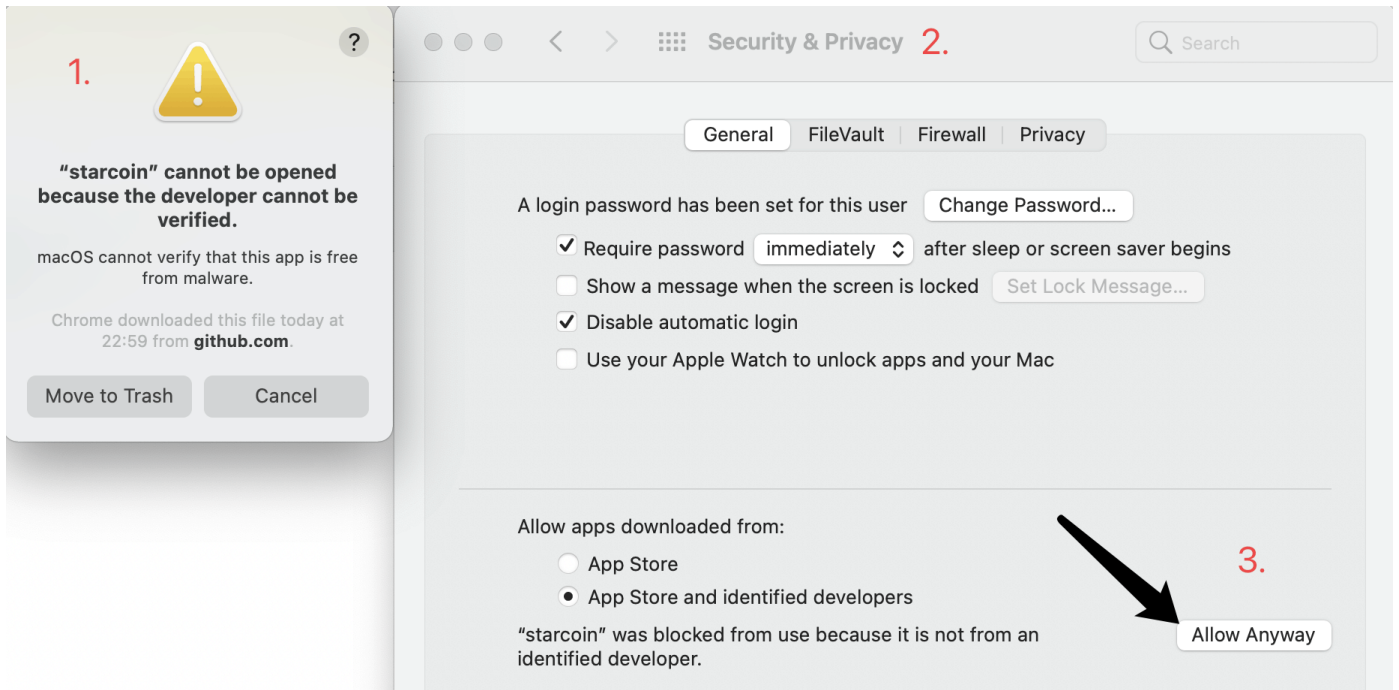 ?
1.
“starcoin” cannot be opened
because the developer cannot be
verified.
macOS cannot verify that this app is free
from malware.
Chrome downloaded this file today at
22:59 from github.com.
Move to Trash Cancel
Security & Privacy 2. Search
General FileVault Firewall Privacy
A login password has been set for this user Change Password...
Require password immediately after sleep or screen saver begins
Show a message when the screen is locked Set Lock Message...
Disable automatic login
Use your Apple Watch to unlock apps and your Mac
Allow apps downloaded from:
App Store
3.
App Store and identified developers
“starcoin” was blocked from use because it is not from an
identified developer.
Allow Anyway